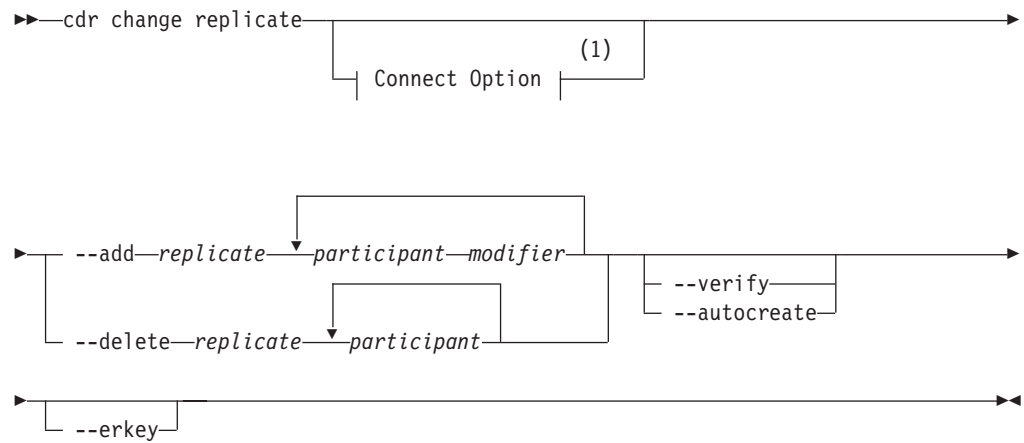 cdr change replicate
(1)
Connect Option
--add replicate participant modifier
--verify
--autocreate
--delete replicate participant
--erkey